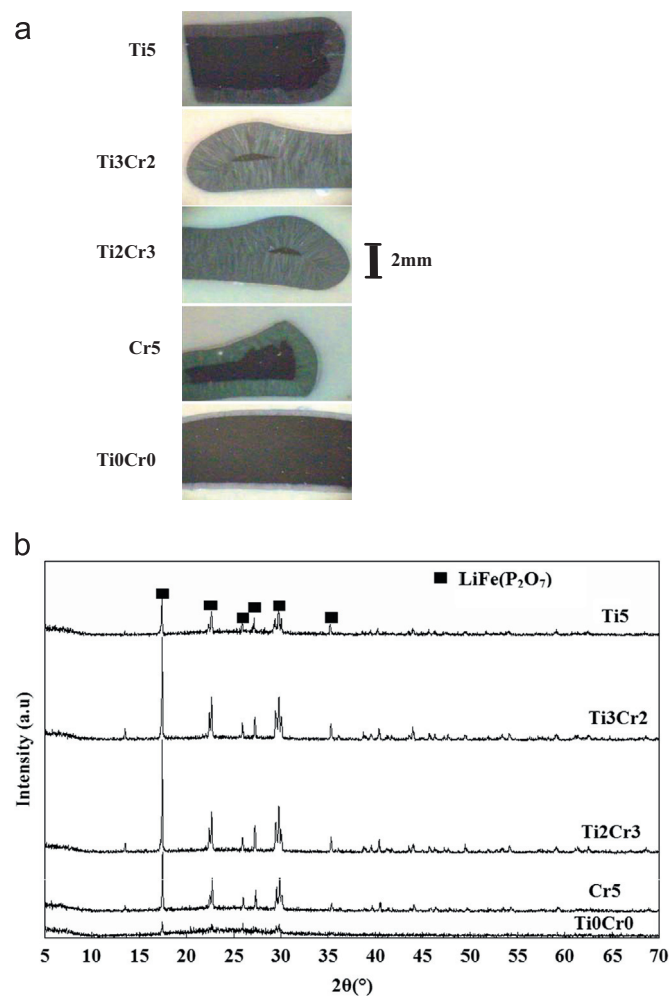 a
Ti5
Ti3Cr2
Ti2Cr3
2mm
Cr5
Ti0Cr0
b
LiFe(P₂O₇)
Ti5
Ti3Cr2
Ti2Cr3
Cr5
Ti0Cr0
Intensity (a.u)
5 10 15 20 25 30 35 40 45 50 55 60 65 70
2θ(°)